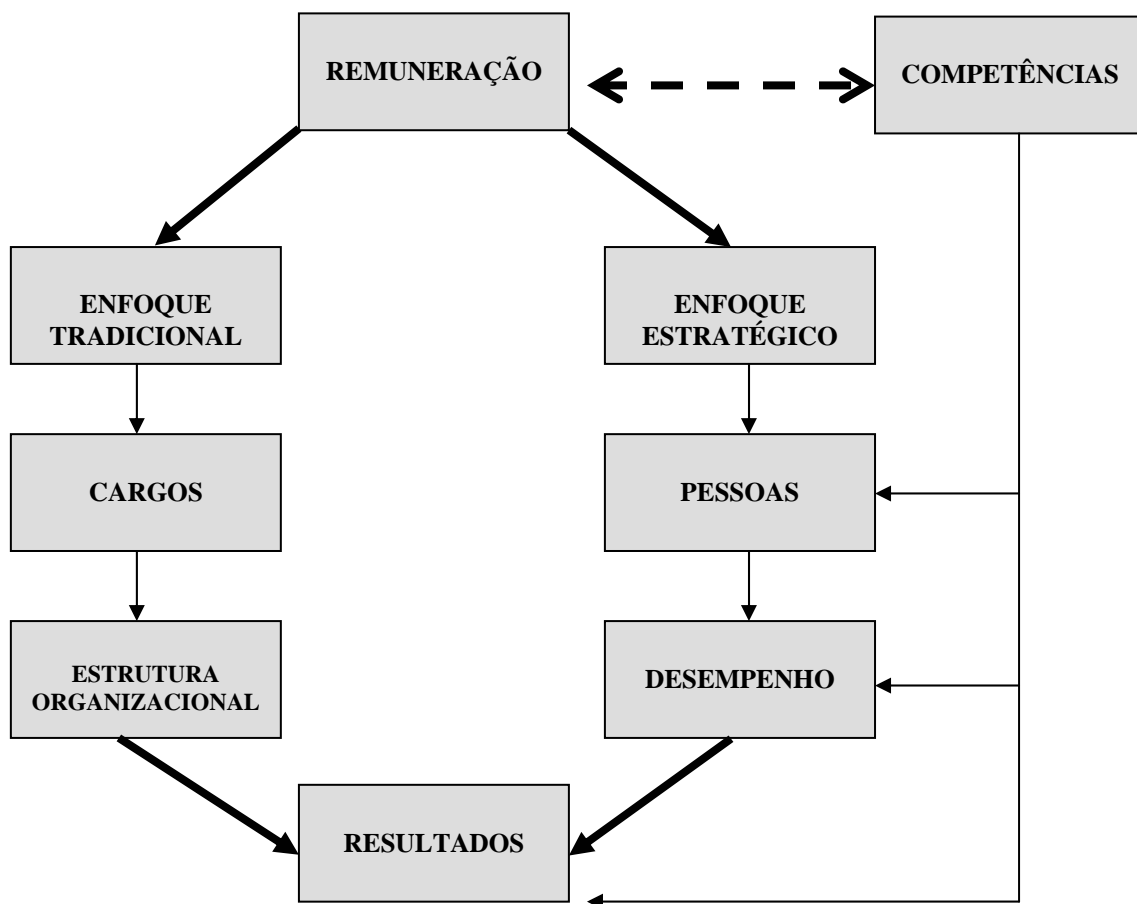 REMUNERAÇÃO
COMPETÊNCIAS
ENFOQUE
TRADICIONAL
ENFOQUE
ESTRATÉGICO
CARGOS
PESSOAS
ESTRUTURA
ORGANIZACIONAL
DESEMPENHO
RESULTADOS